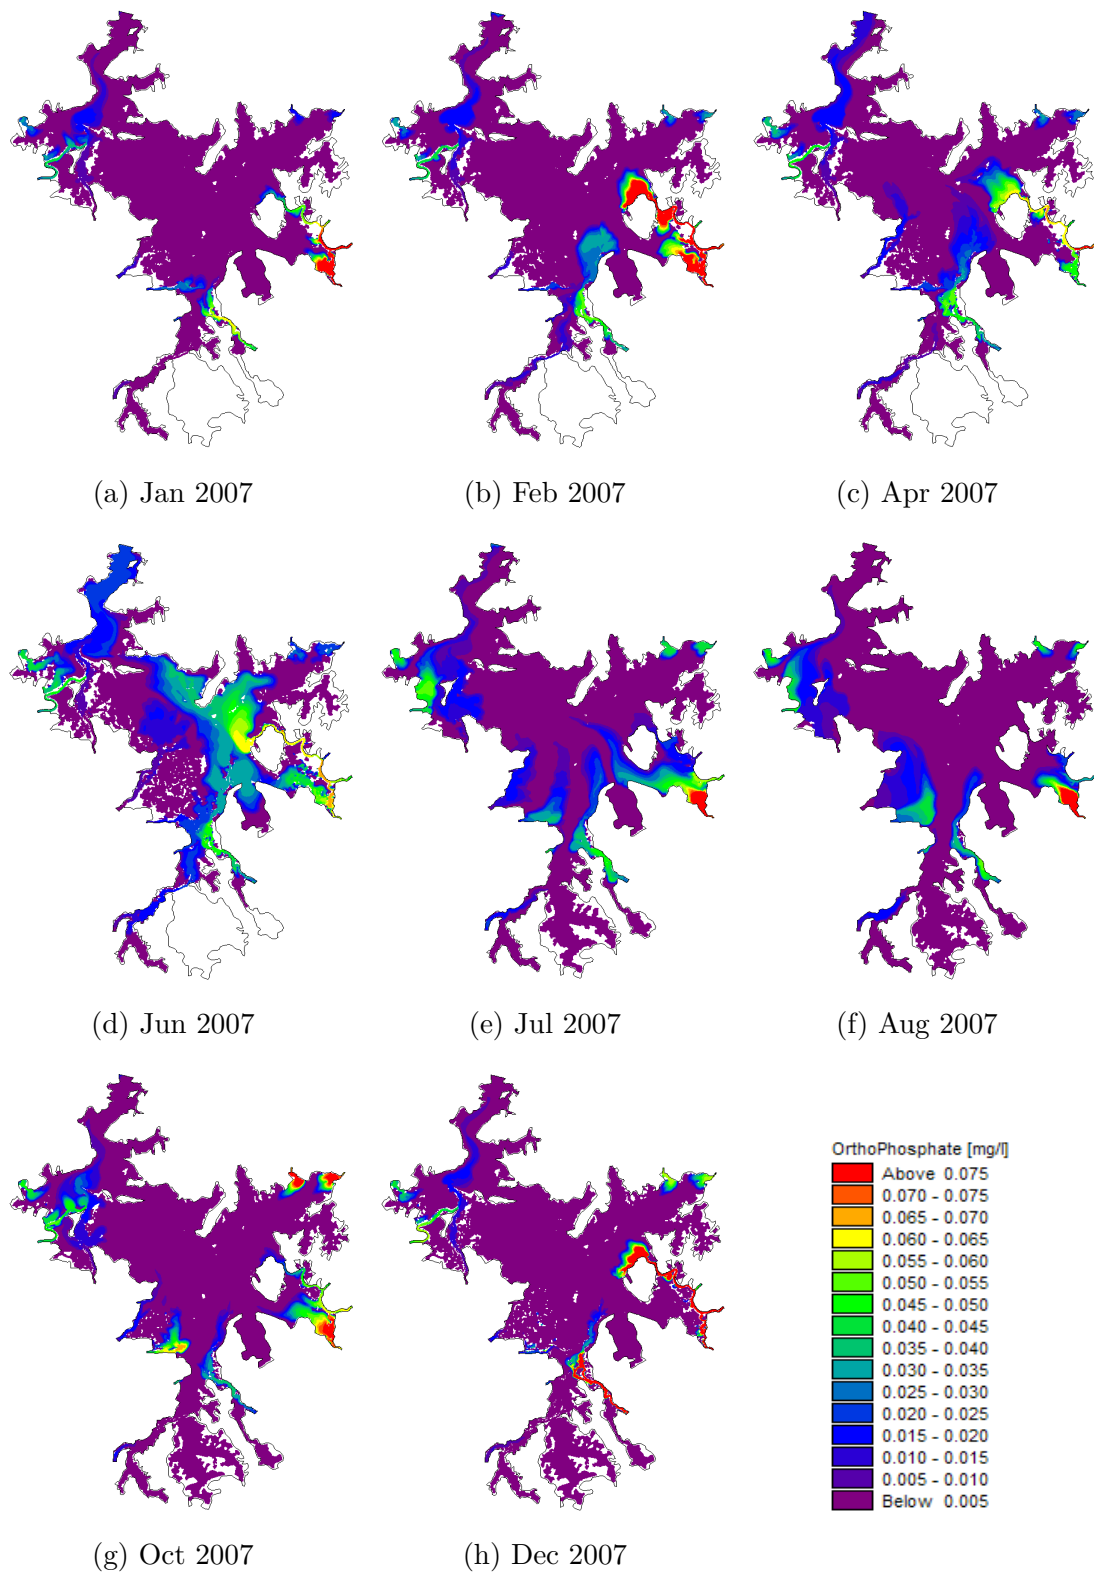 (a) Jan 2007
(b) Feb 2007
(c) Apr 2007
(d) Jun 2007
(e) Jul 2007
(f) Aug 2007
OrthoPhosphate [mg/l]
Above 0.075
0.070 - 0.075
0.065 - 0.070
0.060 - 0.065
0.055 - 0.060
0.050 - 0.055
0.045 - 0.050
0.040 - 0.045
0.035 - 0.040
0.030 - 0.035
0.025 - 0.030
0.020 - 0.025
0.015 - 0.020
0.010 - 0.015
0.005 - 0.010
Below 0.005
(g) Oct 2007
(h) Dec 2007